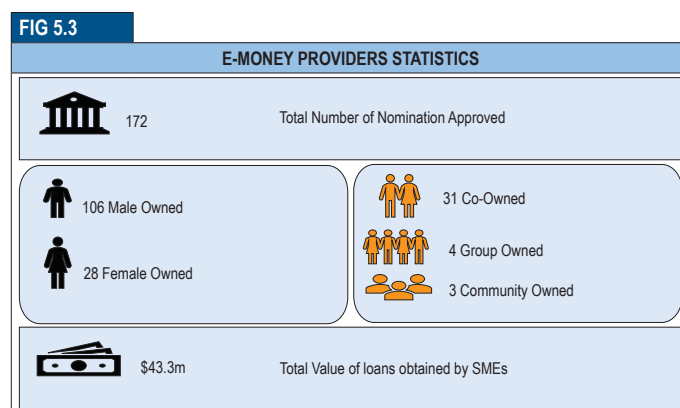 FIG 5.3
E-MONEY PROVIDERS STATISTICS
172 Total Number of Nomination Approved
106 Male Owned
28 Female Owned
31 Co-Owned
4 Group Owned
3 Community Owned
$43.3m Total Value of loans obtained by SMEs